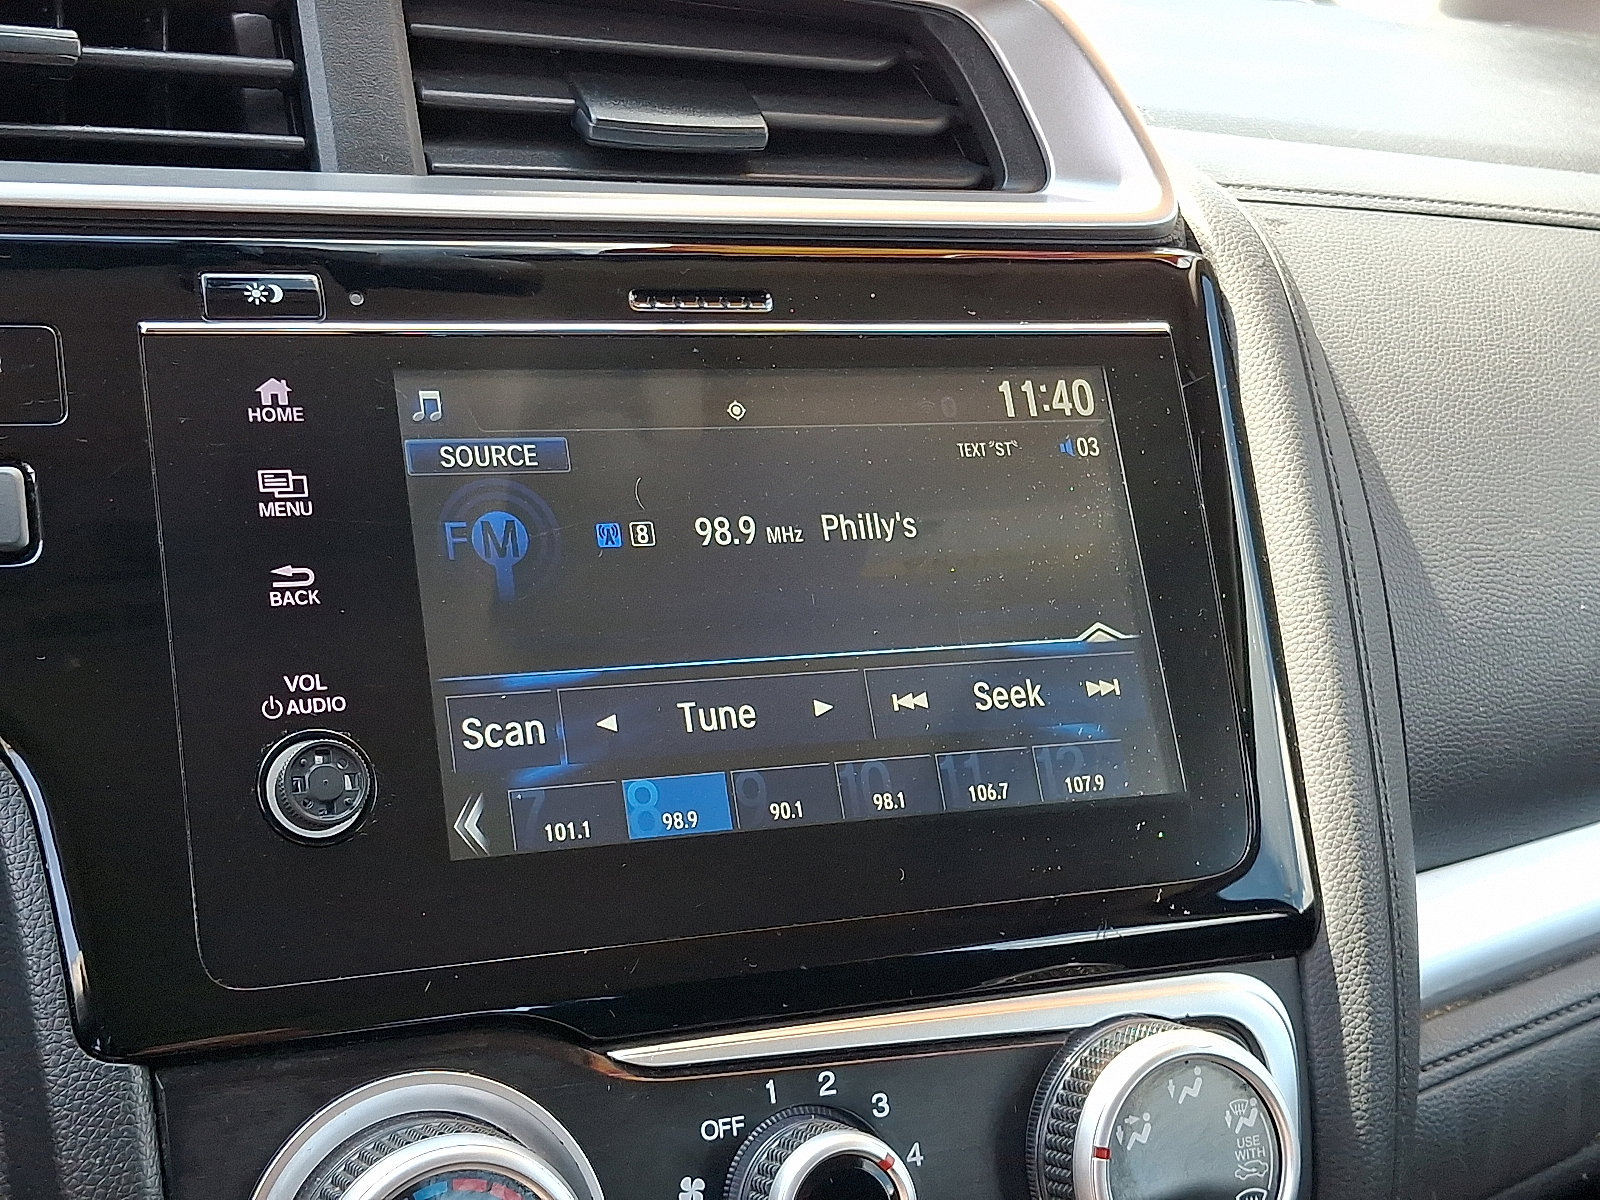 HOME
MENU
BACK
VOL
AUDIO
11:40
SOURCE
TEXT "ST"
03
FM
8
98.9 MHz Philly's
Scan
Tune
Seek
7 101.1
8 98.9
9 90.1
10 98.1
11 106.7
12 107.9
OFF
1
2
3
4
USE
WITH